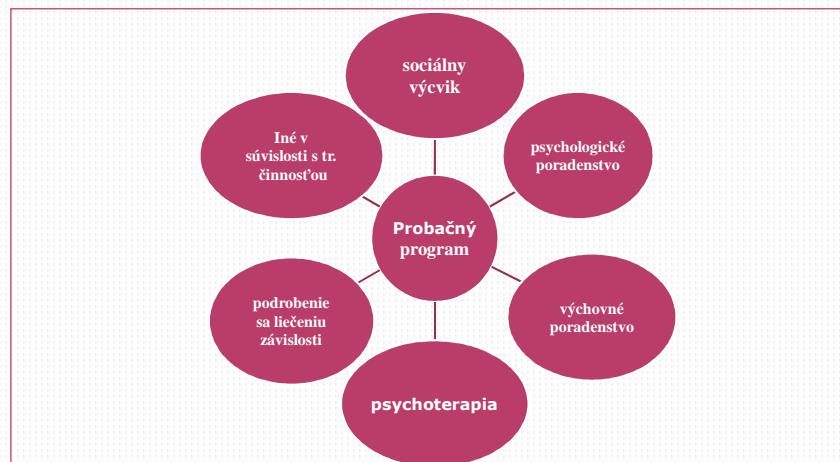 sociálny
výcvik
psychologické
poradenstvo
výchovné
poradenstvo
psychoterapia
podrobenie
sa liečeniu
závislosti
Iné v
súvislosti s tr.
činnosťou
Probačný
program